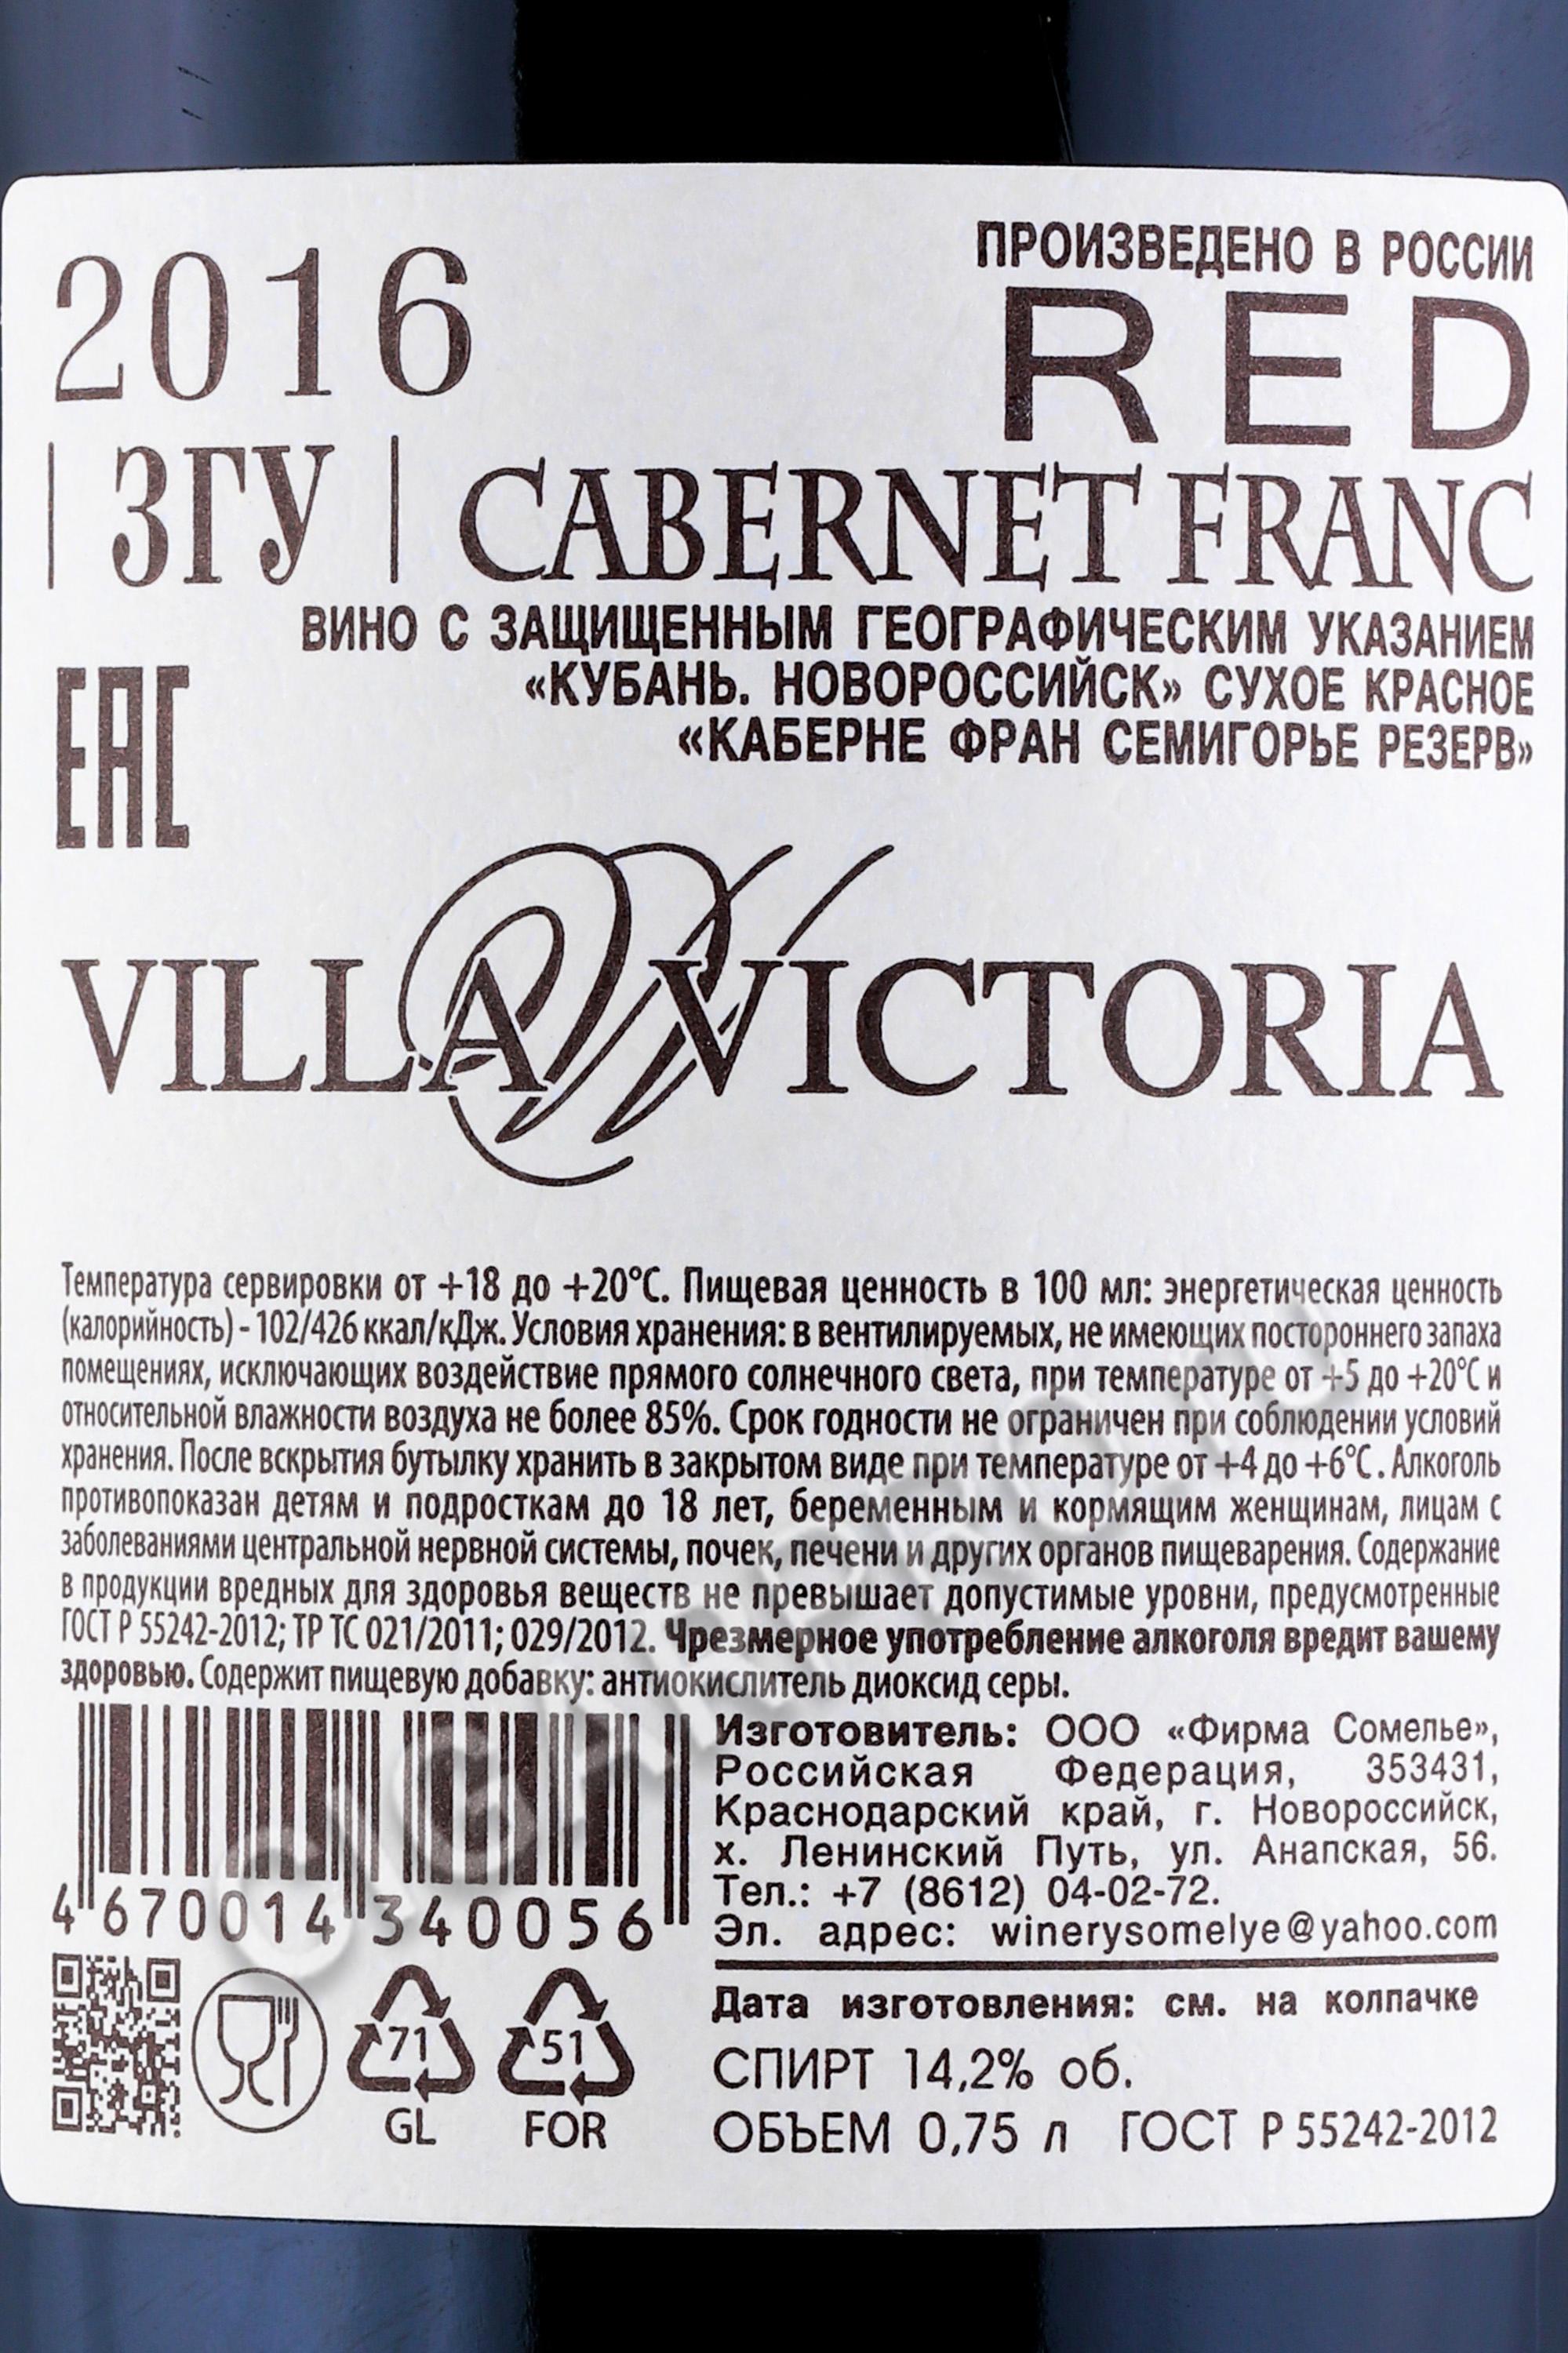 2016
ПРОИЗВЕДЕНО В РОССИИ
RED
| ЗГУ | CABERNET FRANC
ВИНО С ЗАЩИЩЕННЫМ ГЕОГРАФИЧЕСКИМ УКАЗАНИЕМ
«КУБАНЬ. НОВОРОССИЙСК» СУХОЕ КРАСНОЕ
«КАБЕРНЕ ФРАН СЕМИГОРЬЕ РЕЗЕРВ»
EAC
VILLA VICTORIA
Температура сервировки от +18 до +20°С. Пищевая ценность в 100 мл: энергетическая ценность
(калорийность) - 102/426 ккал/кДж. Условия хранения: в вентилируемых, не имеющих постороннего запаха
помещениях, исключающих воздействие прямого солнечного света, при температуре от +5 до +20°С и
относительной влажности воздуха не более 85%. Срок годности не ограничен при соблюдении условий
хранения. После вскрытия бутылку хранить в закрытом виде при температуре от +4 до +6°С. Алкоголь
противопоказан детям и подросткам до 18 лет, беременным и кормящим женщинам, лицам с
заболеваниями центральной нервной системы, почек, печени и других органов пищеварения. Содержание
в продукции вредных для здоровья веществ не превышает допустимые уровни, предусмотренные
ГОСТ Р 55242-2012; ТР ТС 021/2011; 029/2012. Чрезмерное употребление алкоголя вредит вашему
здоровью. Содержит пищевую добавку: антиокислитель диоксид серы.
4 670014 340056
Изготовитель: ООО «Фирма Сомелье»,
Российская Федерация, 353431,
Краснодарский край, г. Новороссийск,
х. Ленинский Путь, ул. Анапская, 56.
Тел.: +7 (8612) 04-02-72.
Эл. адрес: winerysomelye@yahoo.com
Дата изготовления: см. на колпачке
СПИРТ 14,2% об.
ОБЪЕМ 0,75 л ГОСТ Р 55242-2012
71
GL
51
FOR